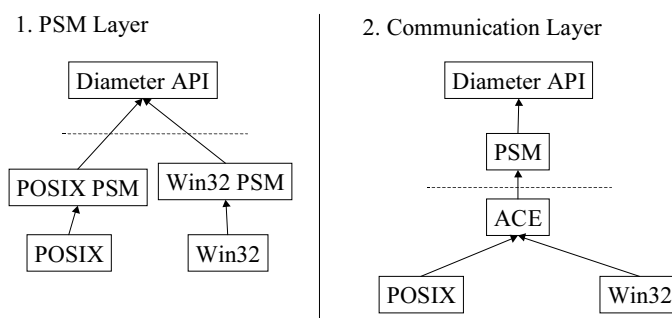 1. PSM Layer
Diameter API
POSIX PSM
Win32 PSM
POSIX
Win32
2. Communication Layer
Diameter API
PSM
ACE
POSIX
Win32